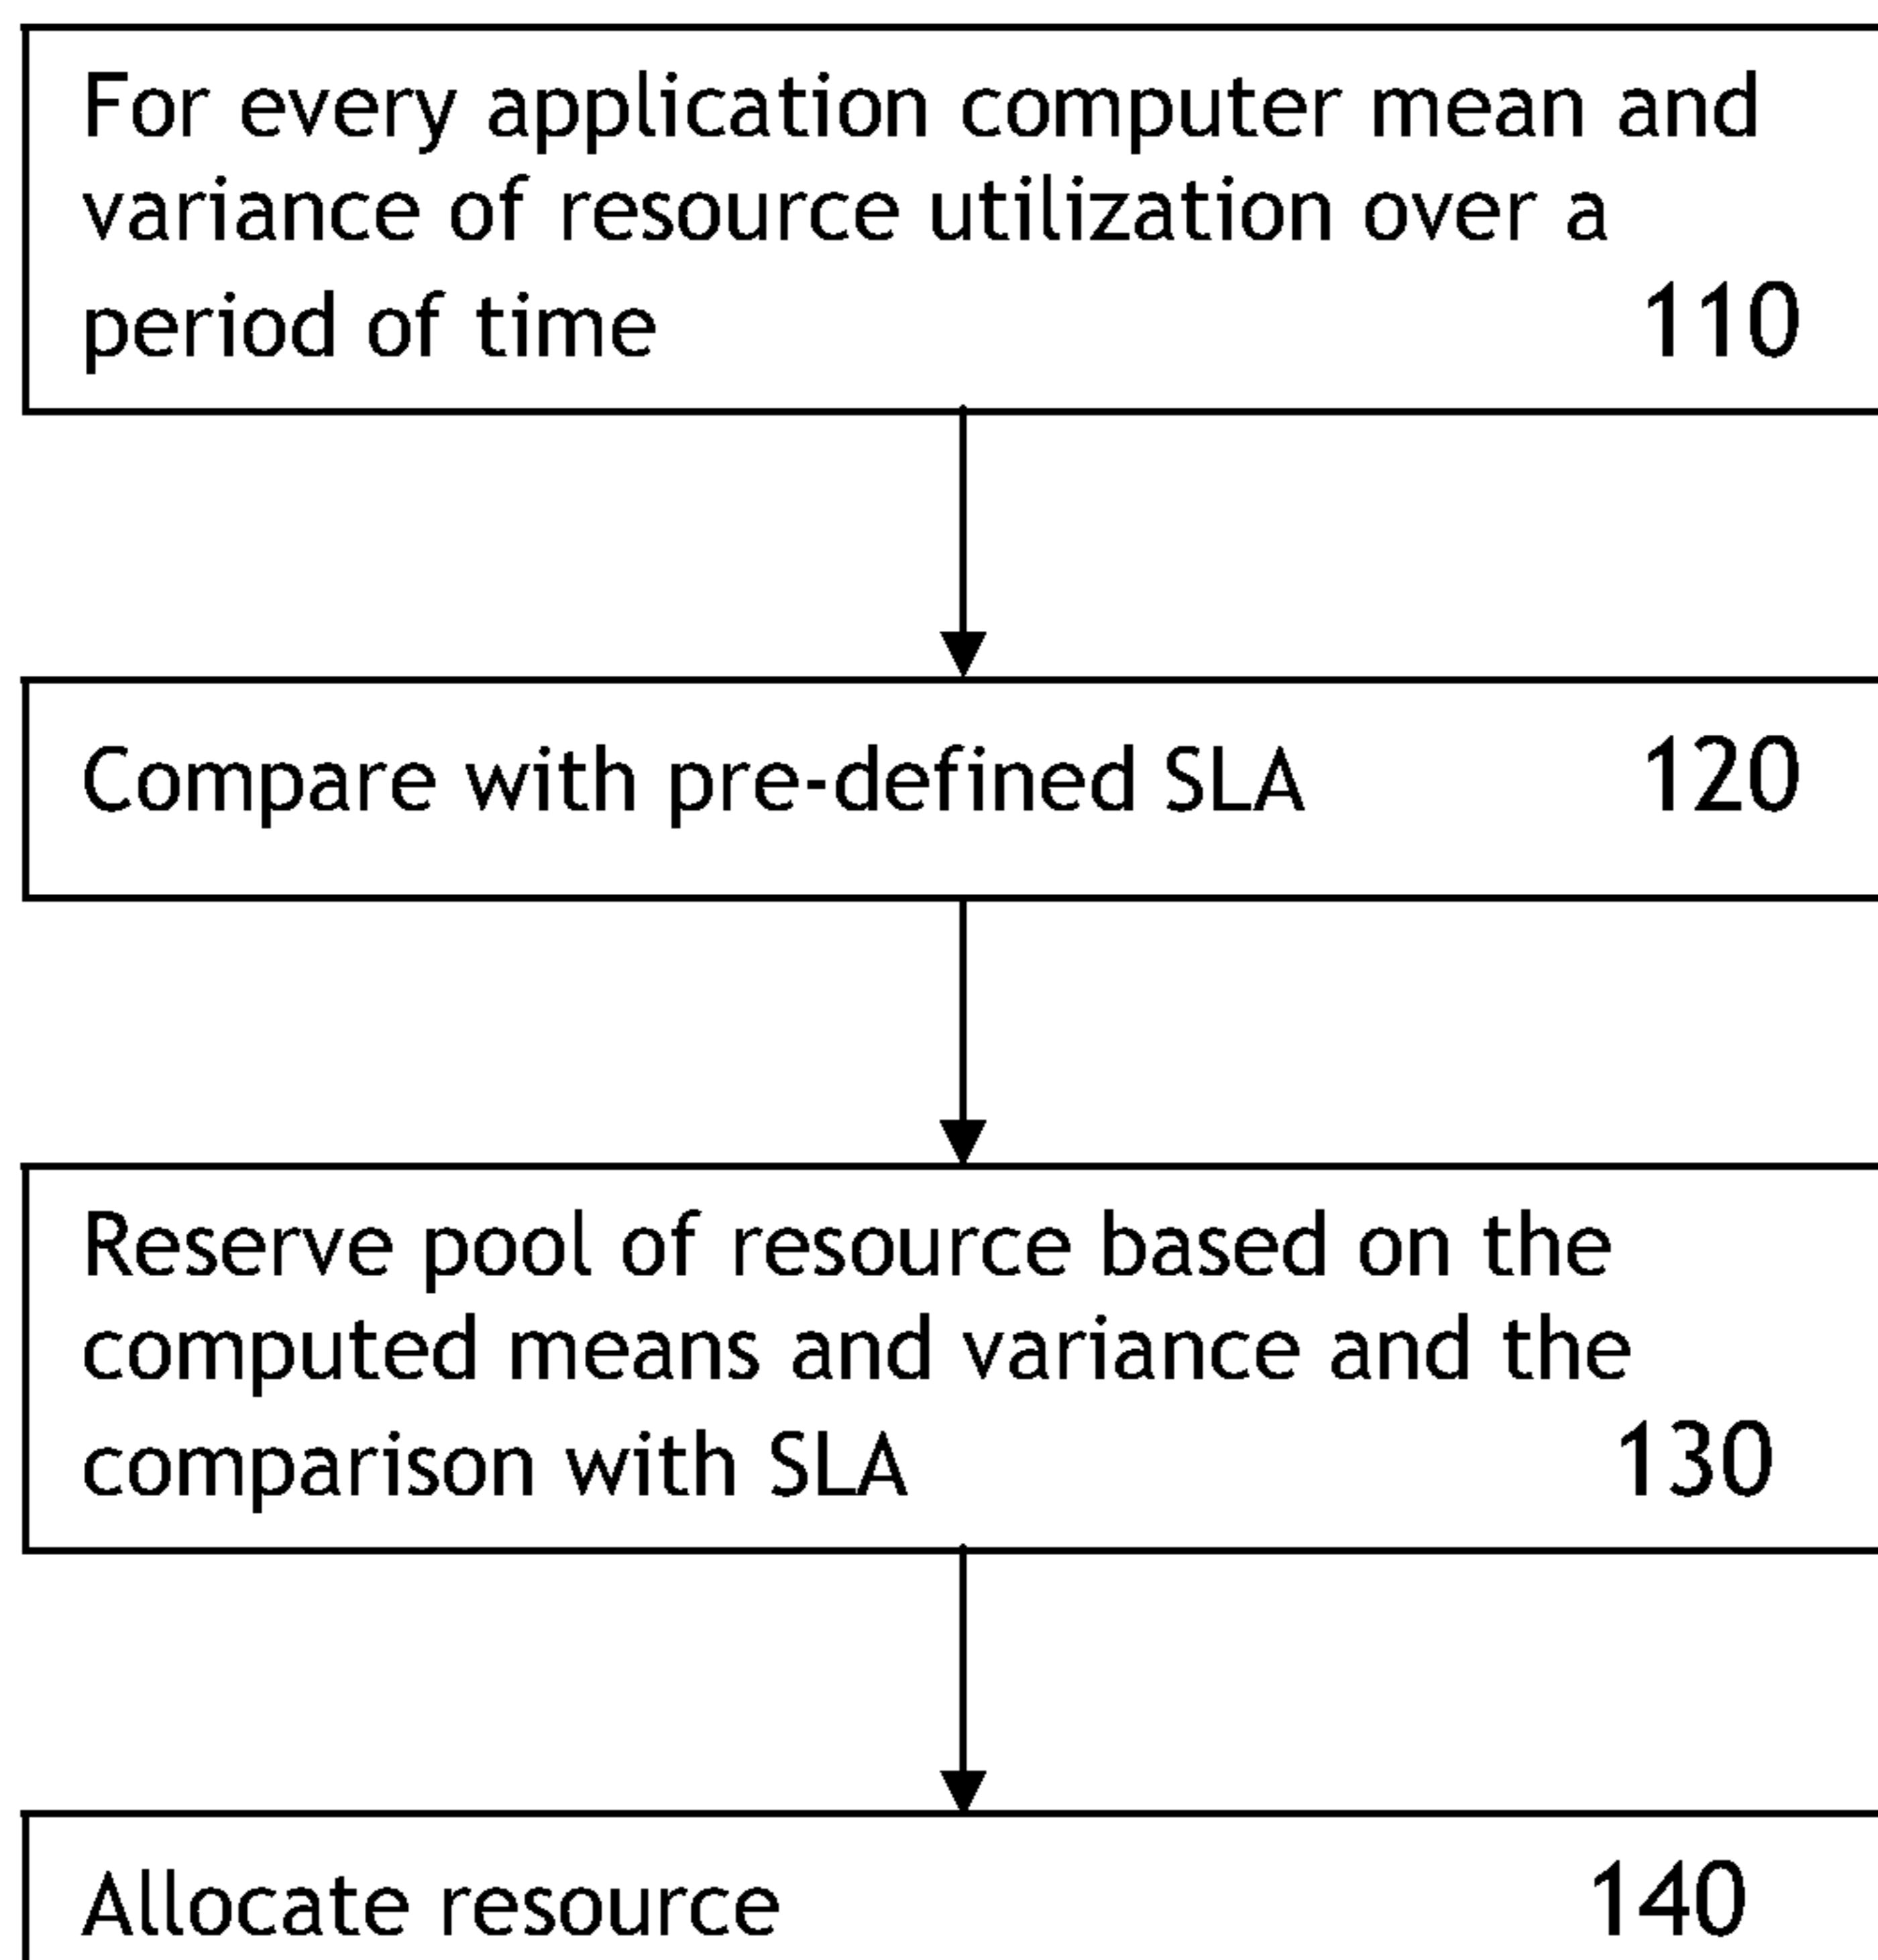 For every application computer mean and
variance of resource utilization over a
period of time 110
Compare with pre-defined SLA 120
Reserve pool of resource based on the
computed means and variance and the
comparison with SLA 130
Allocate resource 140